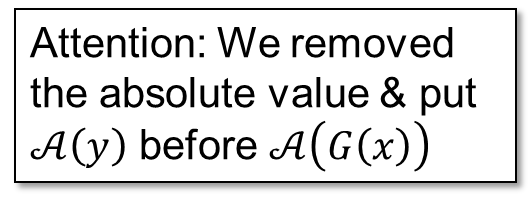 Attention: We removed
the absolute value & put
𝒜(𝑦) before 𝒜(𝐺(𝑥))